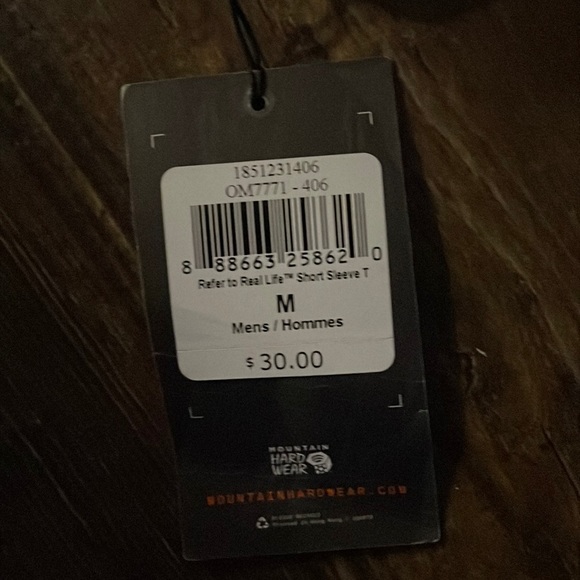 1851231406
OM7771 - 406
8 88663 25862 0
Refer to Real Life™ Short Sleeve T
M
Mens / Hommes
$ 30.00
MOUNTAIN
HARD
WEAR
MOUNTAINHARDWEAR.COM